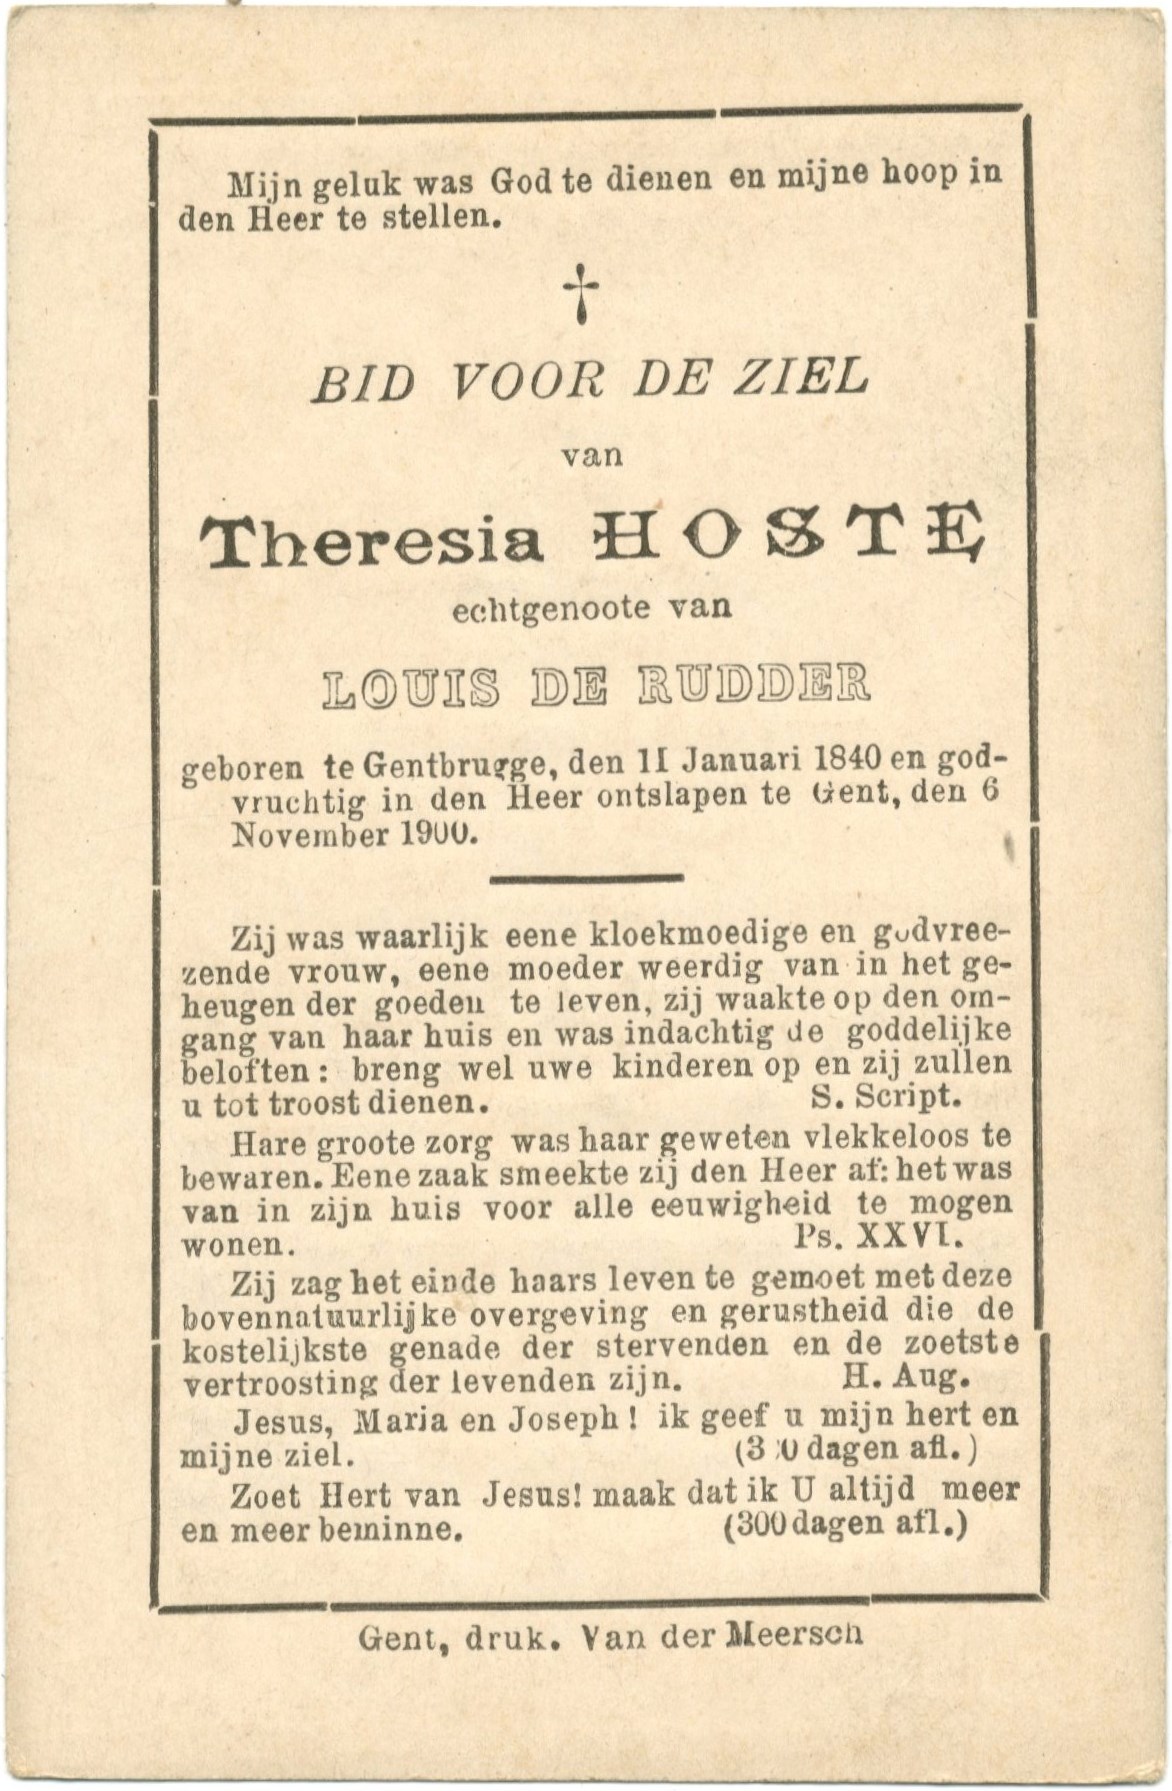 Mijn geluk was God te dienen en mijne hoop in
den Heer te stellen.
†
BID VOOR DE ZIEL
van
Theresia HOSTE
echtgenoote van
LOUIS DE RUDDER
geboren te Gentbrugge, den 11 Januari 1840 en god-
vruchtig in den Heer ontslapen te Gent, den 6
November 1900.
Zij was waarlijk eene kloekmoedige en godvree-
zende vrouw, eene moeder weerdig van in het ge-
heugen der goeden te leven, zij waakte op den om-
gang van haar huis en was indachtig de goddelijke
beloften: breng wel uwe kinderen op en zij zullen
u tot troost dienen. S. Script.
Hare groote zorg was haar geweten vlekkeloos te
bewaren. Eene zaak smeekte zij den Heer af: het was
van in zijn huis voor alle eeuwigheid te mogen
wonen. Ps. XXVI.
Zij zag het einde haars leven te gemoet met deze
bovennatuurlijke overgeving en gerustheid die de
kostelijkste genade der stervenden en de zoetste
vertroosting der levenden zijn. H. Aug.
Jesus, Maria en Joseph! ik geef u mijn hert en
mijne ziel. (300 dagen afl.)
Zoet Hert van Jesus! maak dat ik U altijd meer
en meer beminne. (300 dagen afl.)
Gent, druk. Van der Meersch